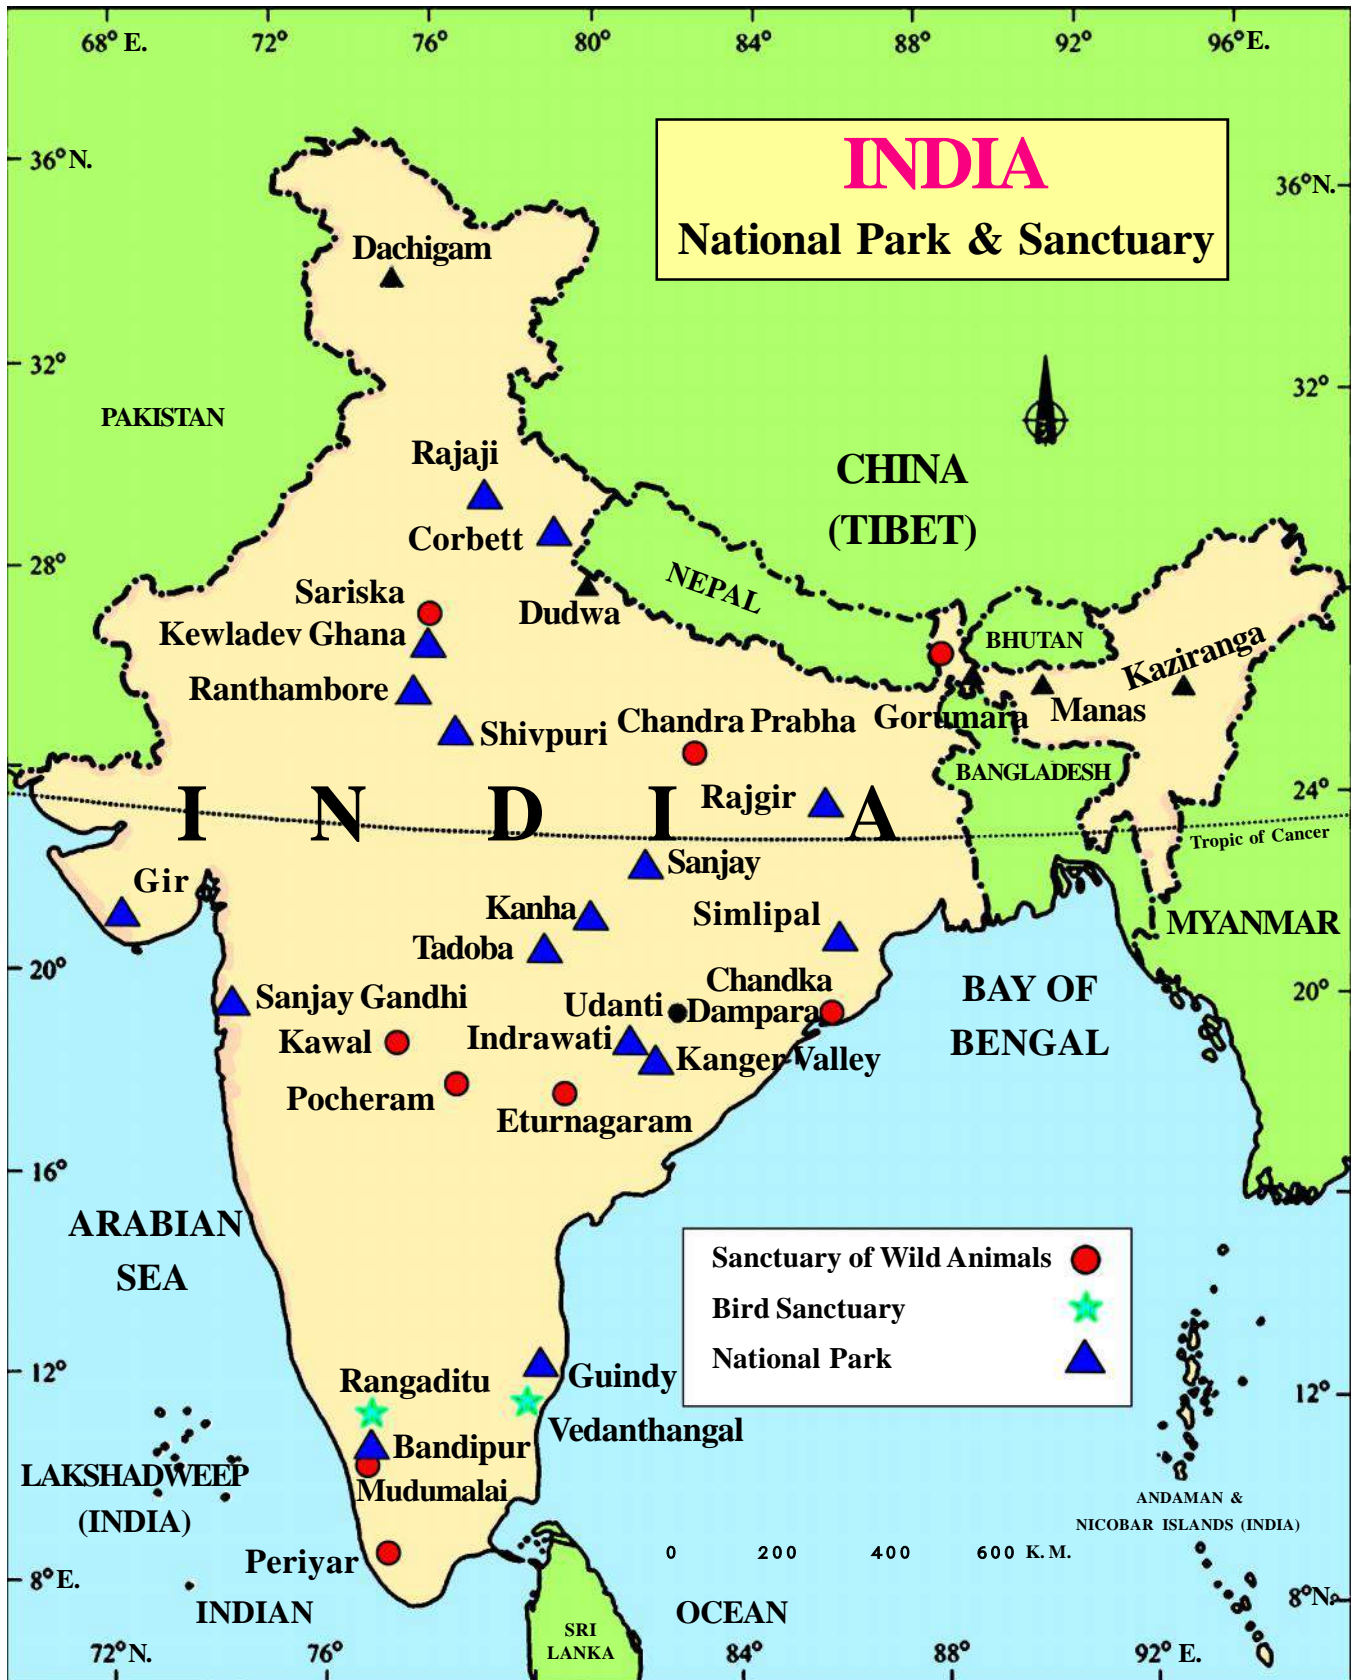 68° E.
72°
76°
80°
84°
88°
92°
96° E.
36° N.
36° N.
INDIA
National Park & Sanctuary
Dachigam
32°
32°
PAKISTAN
Rajaji
CHINA
(TIBET)
Corbett
28°
NEPAL
Sariska
Dudwa
Kewladev Ghana
BHUTAN
Kaziranga
Ranthambore
Manas
Gorumara
Chandra Prabha
Shivpuri
BANGLADESH
Rajgir
24°
I N D I A
Tropic of Cancer
Sanjay
Gir
Kanha
Simlipal
MYANMAR
Tadoba
20°
Chandka
Dampara
20°
BAY OF
BENGAL
Sanjay Gandhi
Udanti
Kawal
Indrawati
Kanger Valley
Pocheram
Eturnagaram
16°
ARABIAN
SEA
Sanctuary of Wild Animals
Bird Sanctuary
National Park
12°
12°
Rangaditu
Guindy
Vedanthangal
Bandipur
Mudumalai
LAKSHADWEEP
(INDIA)
ANDAMAN &
NICOBAR ISLANDS (INDIA)
Periyar
0 200 400 600 K. M.
8° E.
8° N.
INDIAN
OCEAN
SRI
LANKA
72° N.
76°
84°
88°
92° E.